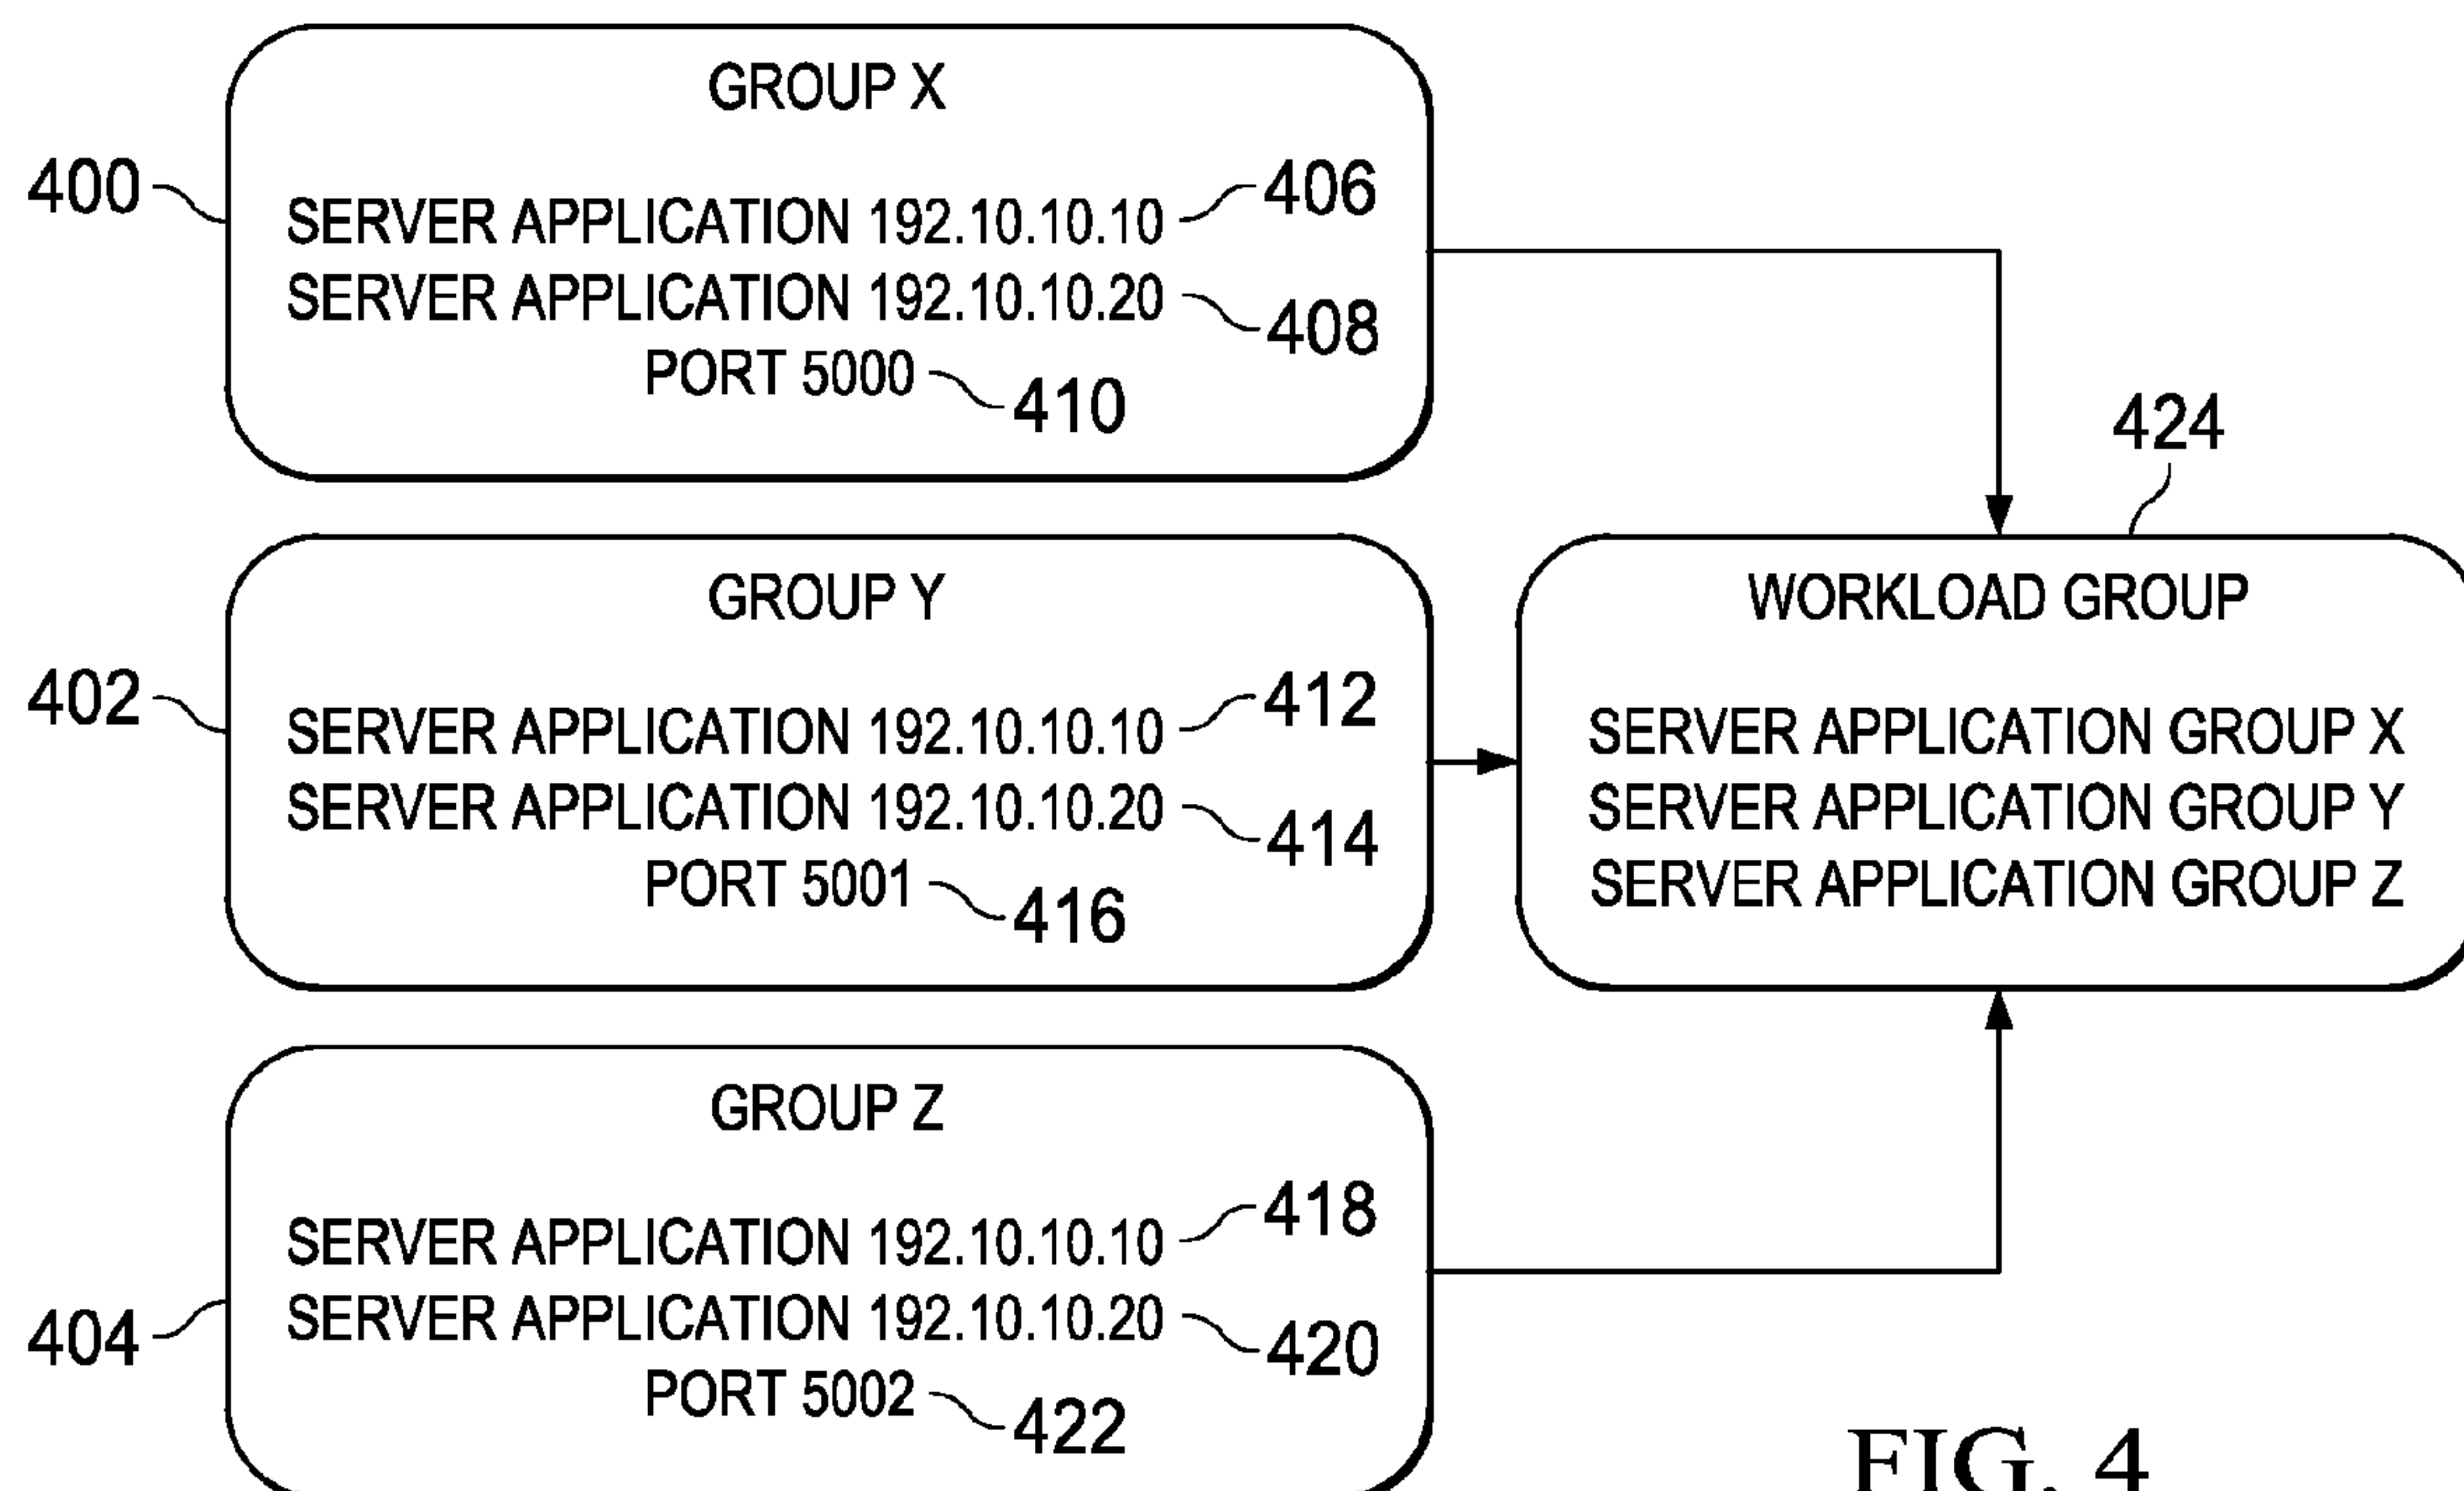 GROUP X
400
SERVER APPLICATION 192.10.10.10
406
SERVER APPLICATION 192.10.10.20
408
PORT 5000
410
GROUP Y
402
SERVER APPLICATION 192.10.10.10
412
SERVER APPLICATION 192.10.10.20
414
PORT 5001
416
424
WORKLOAD GROUP
SERVER APPLICATION GROUP X
SERVER APPLICATION GROUP Y
SERVER APPLICATION GROUP Z
GROUP Z
404
SERVER APPLICATION 192.10.10.10
418
SERVER APPLICATION 192.10.10.20
420
PORT 5002
422
FIG. 4